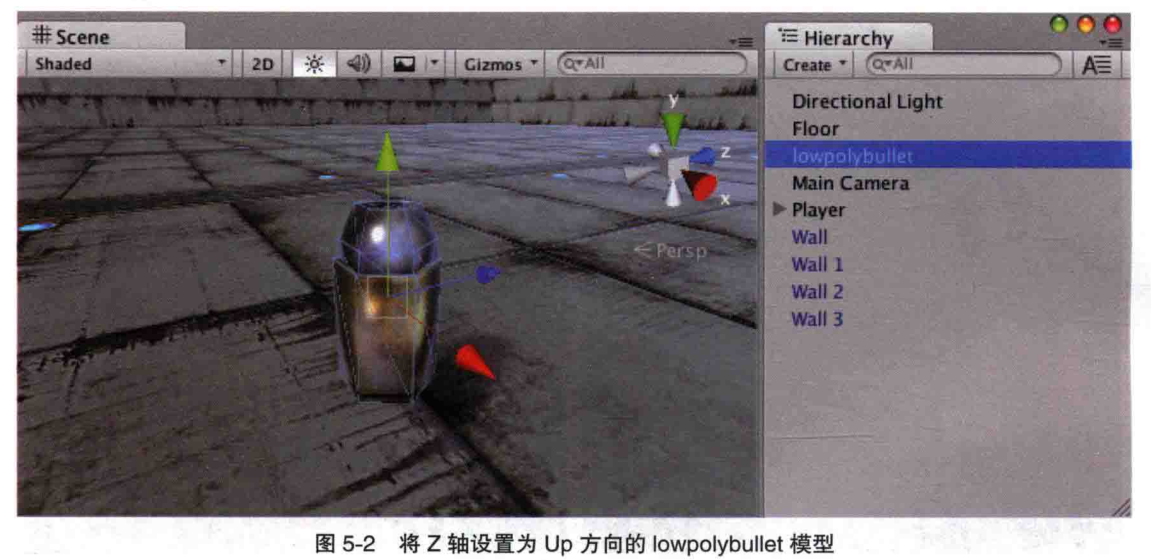 Scene
Shaded
2D
Gizmos
All
y
z
x
Persp
Hierarchy
Create
All
Directional Light
Floor
lowpolybullet
Main Camera
Player
Wall
Wall 1
Wall 2
Wall 3
图 5-2 将 Z 轴设置为 Up 方向的 lowpolybullet 模型